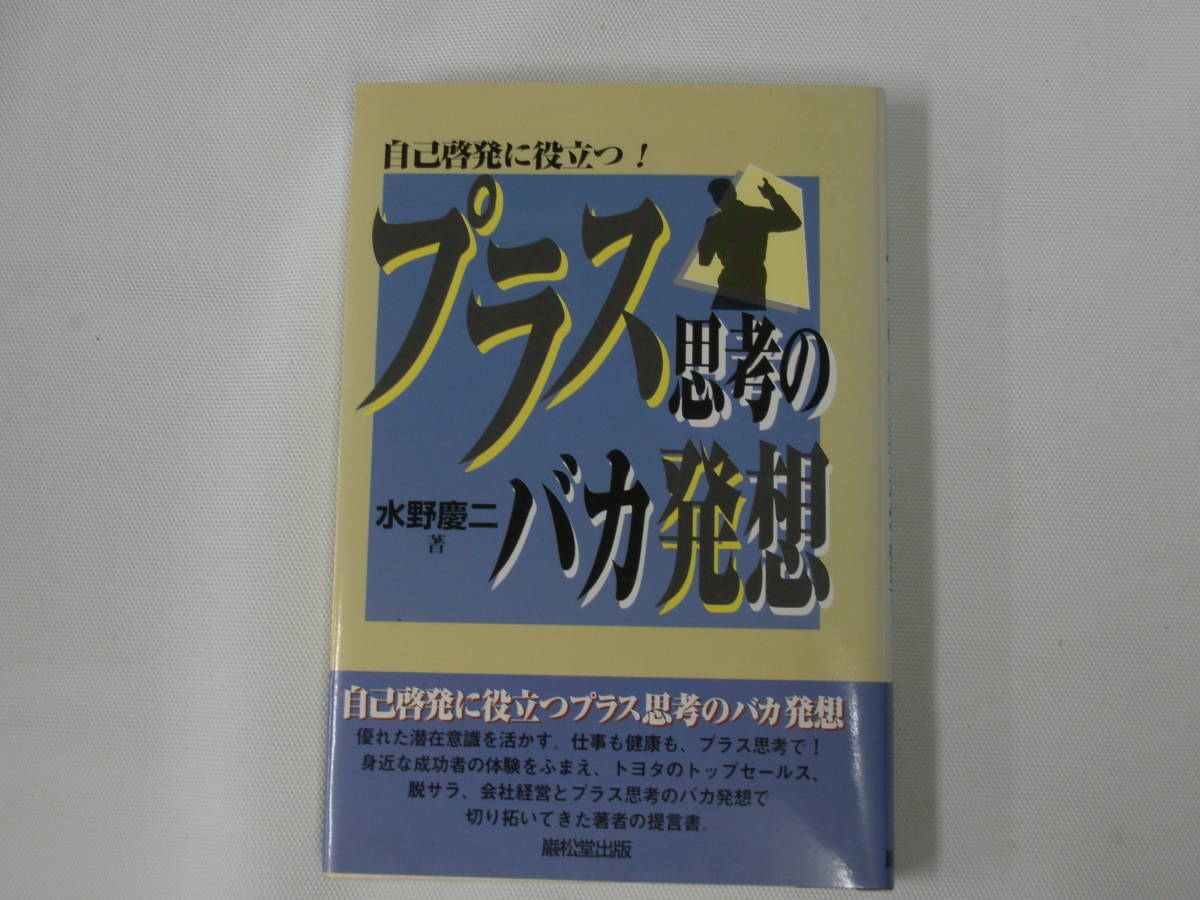 自己啓発に役立つ!
プラス思考の
バカ発想
水野慶二
著
自己啓発に役立つプラス思考のバカ発想
優れた潜在意識を活かす。仕事も健康も、プラス思考で!
身近な成功者の体験をふまえ、トヨタのトップセールス、
脱サラ、会社経営とプラス思考のバカ発想で
切り拓いてきた著者の提言書。
巌松堂出版